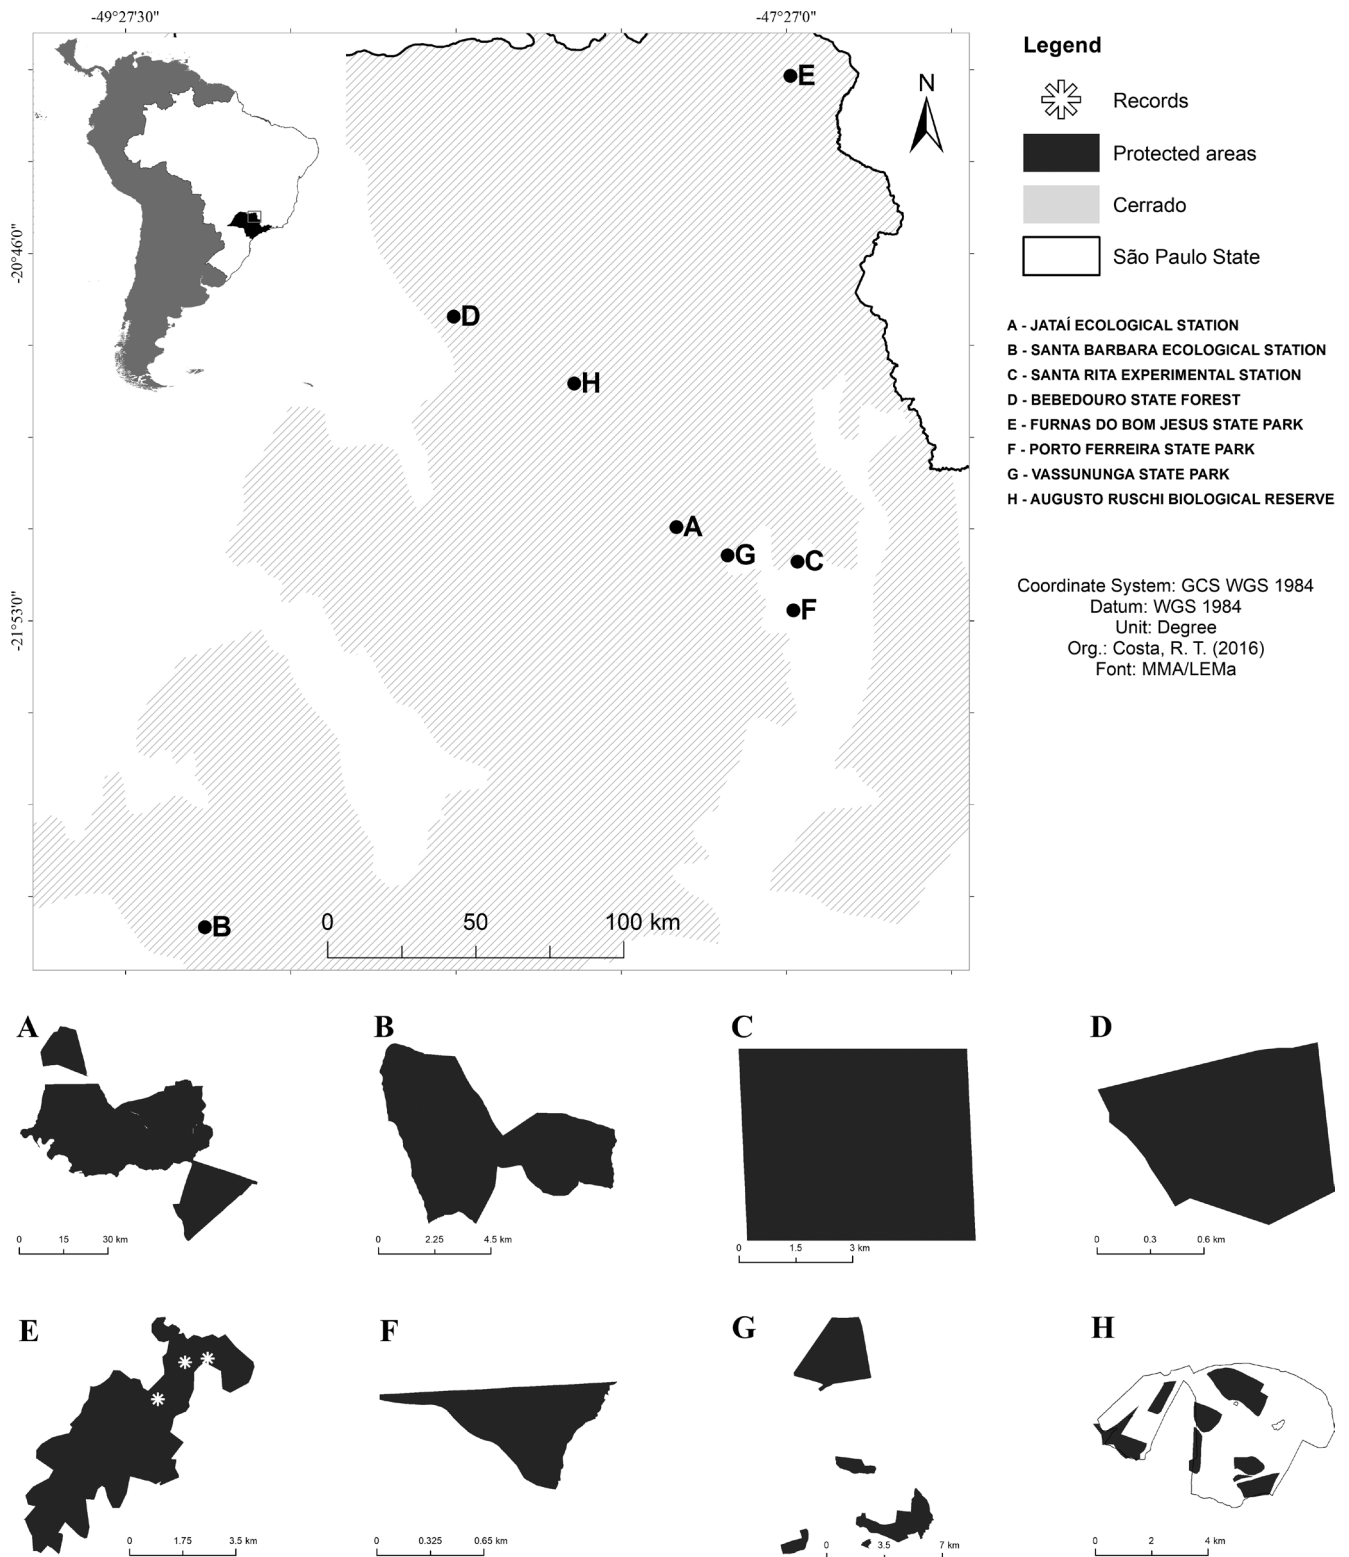 -49°27'30"
-47°27'0"
-20°46'0"
-21°53'0"
N
E
D
H
A
G
C
F
B
0 50 100 km
Legend
Records
Protected areas
Cerrado
São Paulo State
A - JATAÍ ECOLOGICAL STATION
B - SANTA BARBARA ECOLOGICAL STATION
C - SANTA RITA EXPERIMENTAL STATION
D - BEBEDOURO STATE FOREST
E - FURNAS DO BOM JESUS STATE PARK
F - PORTO FERREIRA STATE PARK
G - VASSUNUNGA STATE PARK
H - AUGUSTO RUSCHI BIOLOGICAL RESERVE
Coordinate System: GCS WGS 1984
Datum: WGS 1984
Unit: Degree
Org.: Costa, R. T. (2016)
Font: MMA/LEMa
A
0 15 30 km
B
0 2.25 4.5 km
C
0 1.5 3 km
D
0 0.3 0.6 km
E
0 1.75 3.5 km
F
0 0.325 0.65 km
G
0 3.5 7 km
H
0 2 4 km